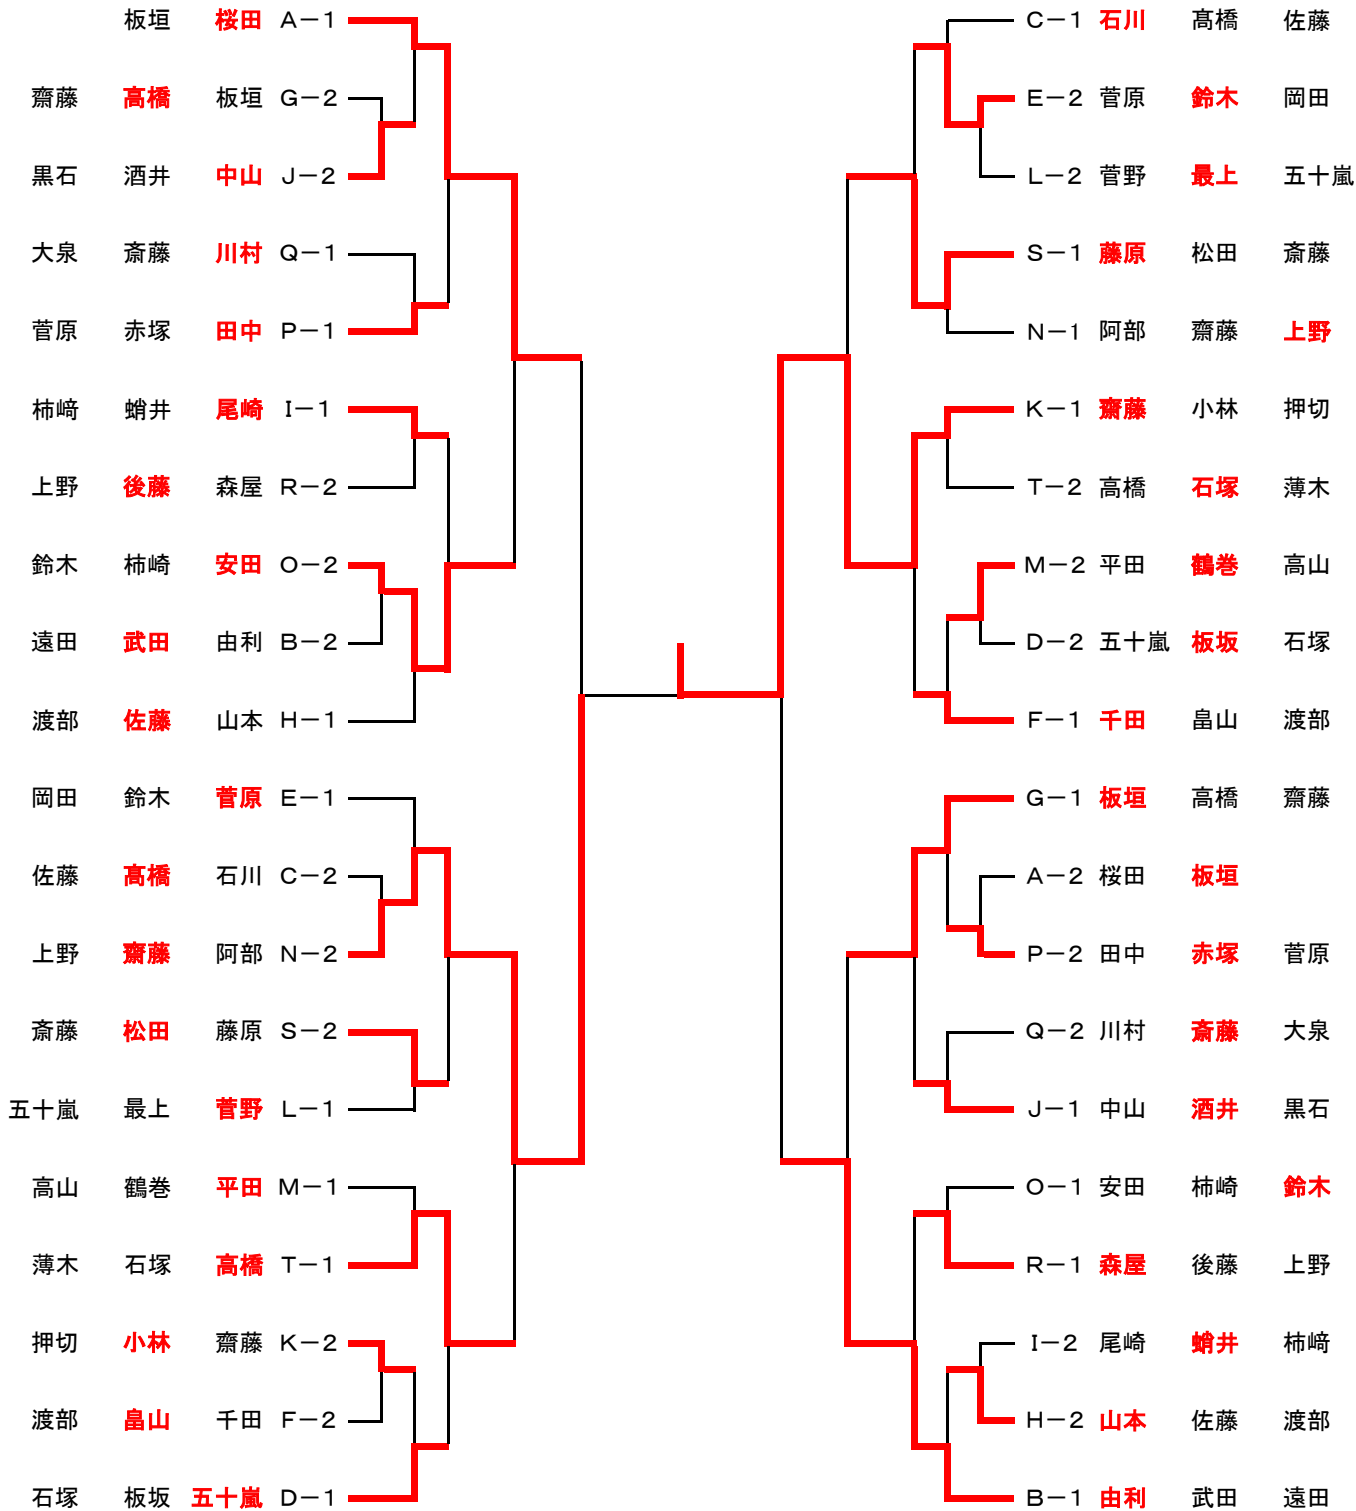 板垣 桜田 A－1
齋藤 高橋 板垣 G－2
黒石 酒井 中山 J－2
大泉 斎藤 川村 Q－1
菅原 赤塚 田中 P－1
柿﨑 蛸井 尾崎 I－1
上野 後藤 森屋 R－2
鈴木 柿崎 安田 O－2
遠田 武田 由利 B－2
渡部 佐藤 山本 H－1
岡田 鈴木 菅原 E－1
佐藤 髙橋 石川 C－2
上野 齋藤 阿部 N－2
斎藤 松田 藤原 S－2
五十嵐 最上 菅野 L－1
高山 鶴巻 平田 M－1
薄木 石塚 高橋 T－1
押切 小林 齋藤 K－2
渡部 畠山 千田 F－2
石塚 板坂 五十嵐 D－1
C－1 石川 髙橋 佐藤
E－2 菅原 鈴木 岡田
L－2 菅野 最上 五十嵐
S－1 藤原 松田 斎藤
N－1 阿部 齋藤 上野
K－1 齋藤 小林 押切
T－2 高橋 石塚 薄木
M－2 平田 鶴巻 高山
D－2 五十嵐 板坂 石塚
F－1 千田 畠山 渡部
G－1 板垣 高橋 齋藤
A－2 桜田 板垣
P－2 田中 赤塚 菅原
Q－2 川村 斎藤 大泉
J－1 中山 酒井 黒石
O－1 安田 柿崎 鈴木
R－1 森屋 後藤 上野
I－2 尾崎 蛸井 柿﨑
H－2 山本 佐藤 渡部
B－1 由利 武田 遠田